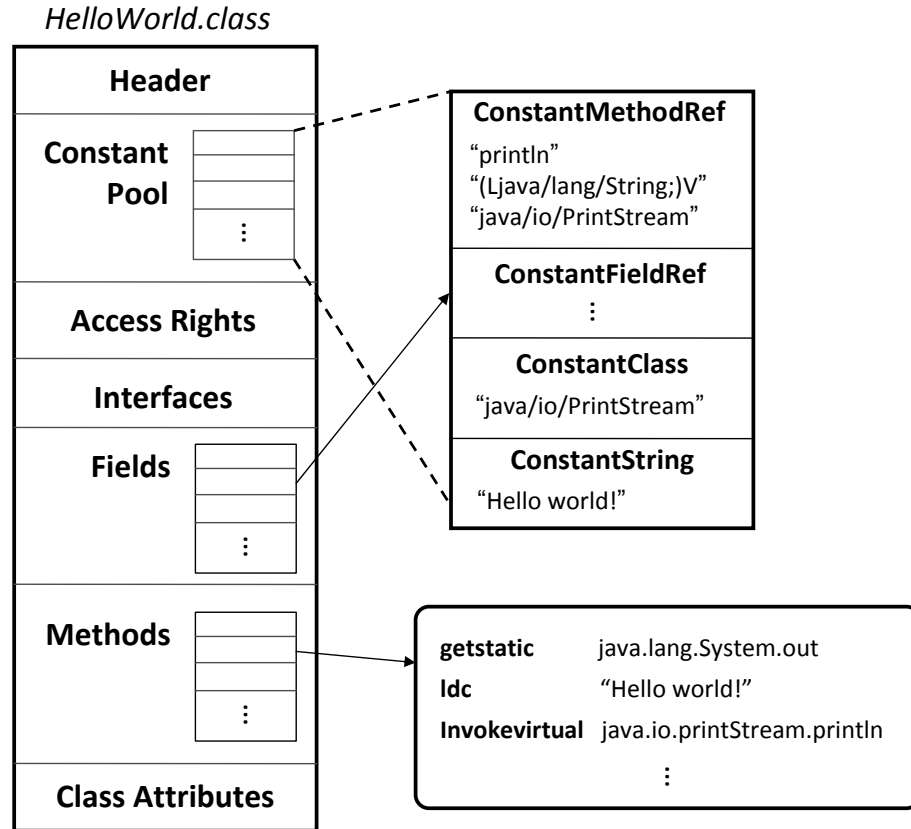 HelloWorld.class
Header
Constant
Pool
⋮
Access Rights
Interfaces
Fields
⋮
Methods
⋮
Class Attributes
ConstantMethodRef
“println”
“(Ljava/lang/String;)V”
“java/io/PrintStream”
ConstantFieldRef
⋮
ConstantClass
“java/io/PrintStream”
ConstantString
“Hello world!”
getstatic java.lang.System.out
ldc “Hello world!”
Invokevirtual java.io.printStream.println
⋮